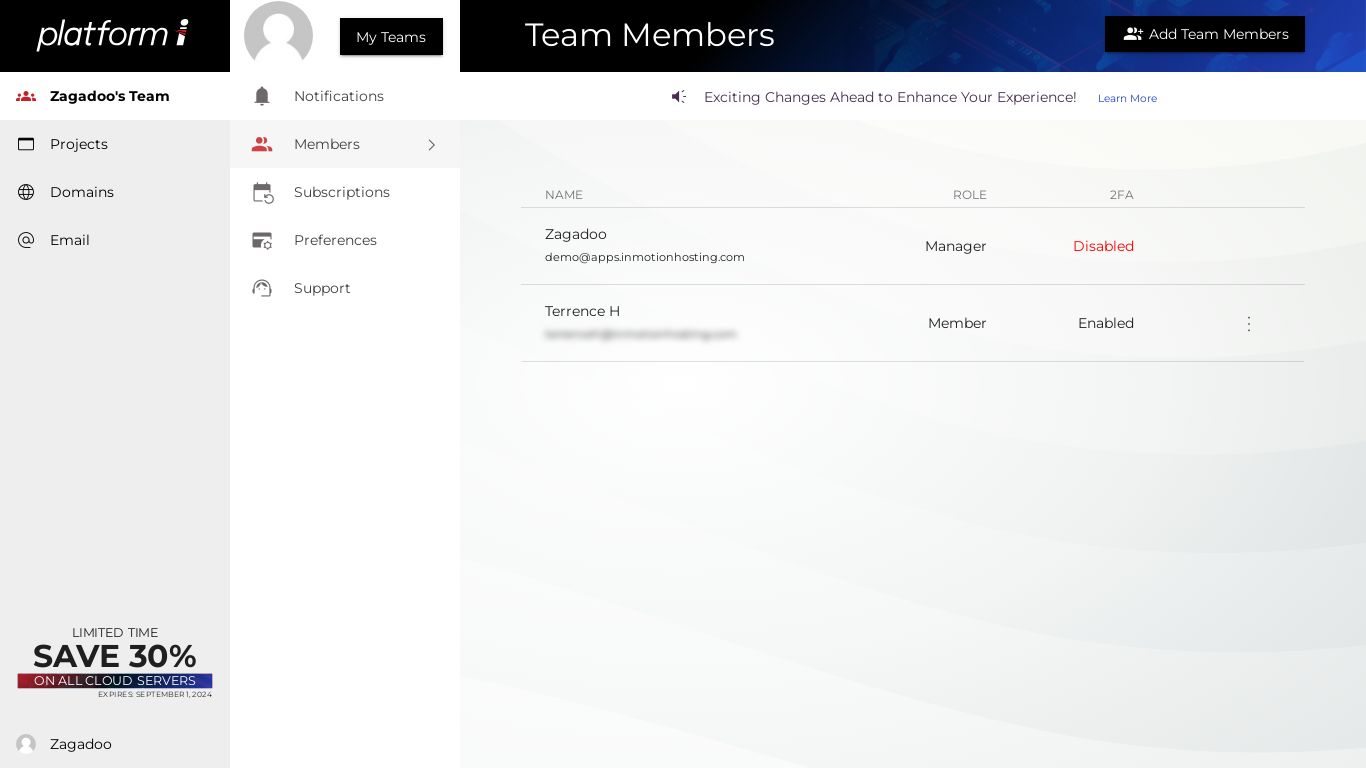 platform i
My Teams
Team Members
Add Team Members
Zagadoo's Team
Notifications
Exciting Changes Ahead to Enhance Your Experience!
Learn More
Projects
Members
Domains
Subscriptions
Email
Preferences
Support
NAME
ROLE
2FA
Zagadoo
demo@apps.inmotionhosting.com
Manager
Disabled
Terrence H
Member
Enabled
LIMITED TIME
SAVE 30%
ON ALL CLOUD SERVERS
EXPIRES: SEPTEMBER 1, 2024
Zagadoo